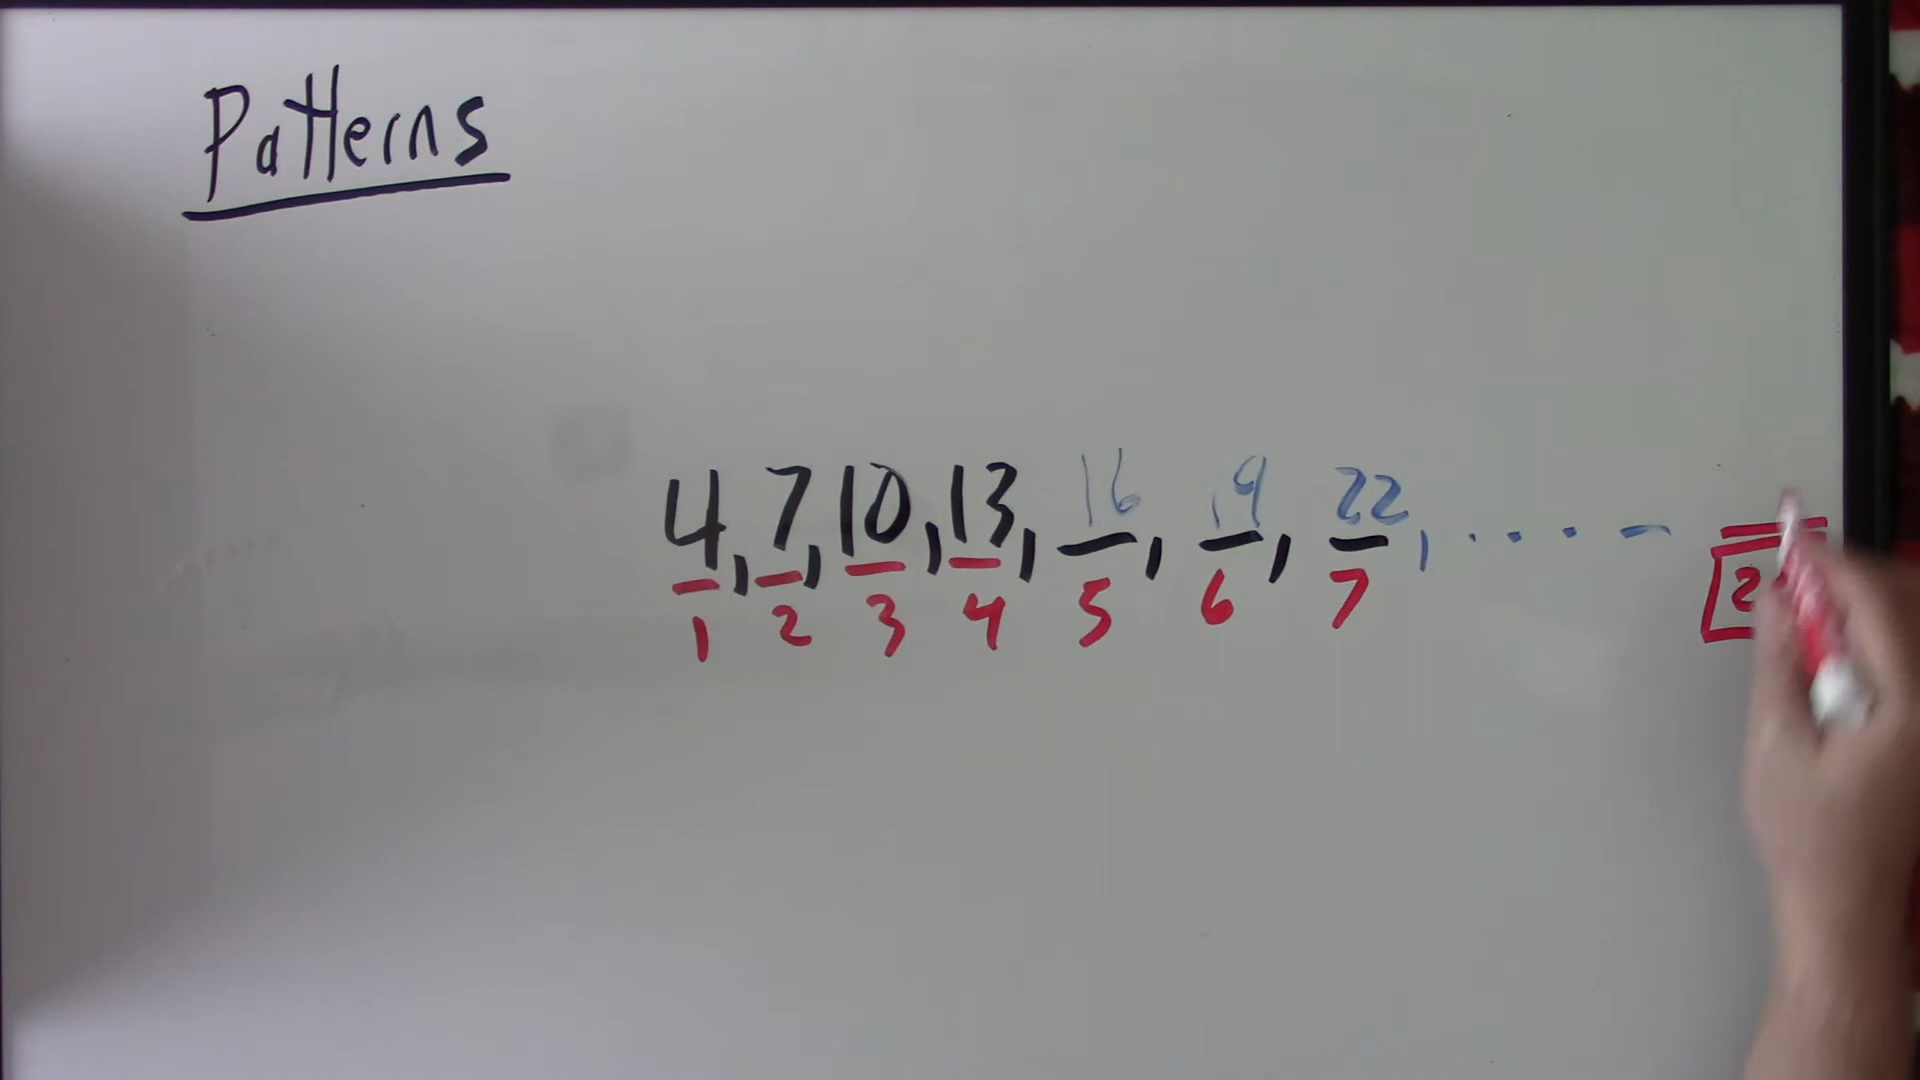 Patterns
4, 7, 10, 13, 16, 19, 22, .... _
1 2 3 4 5 6 7